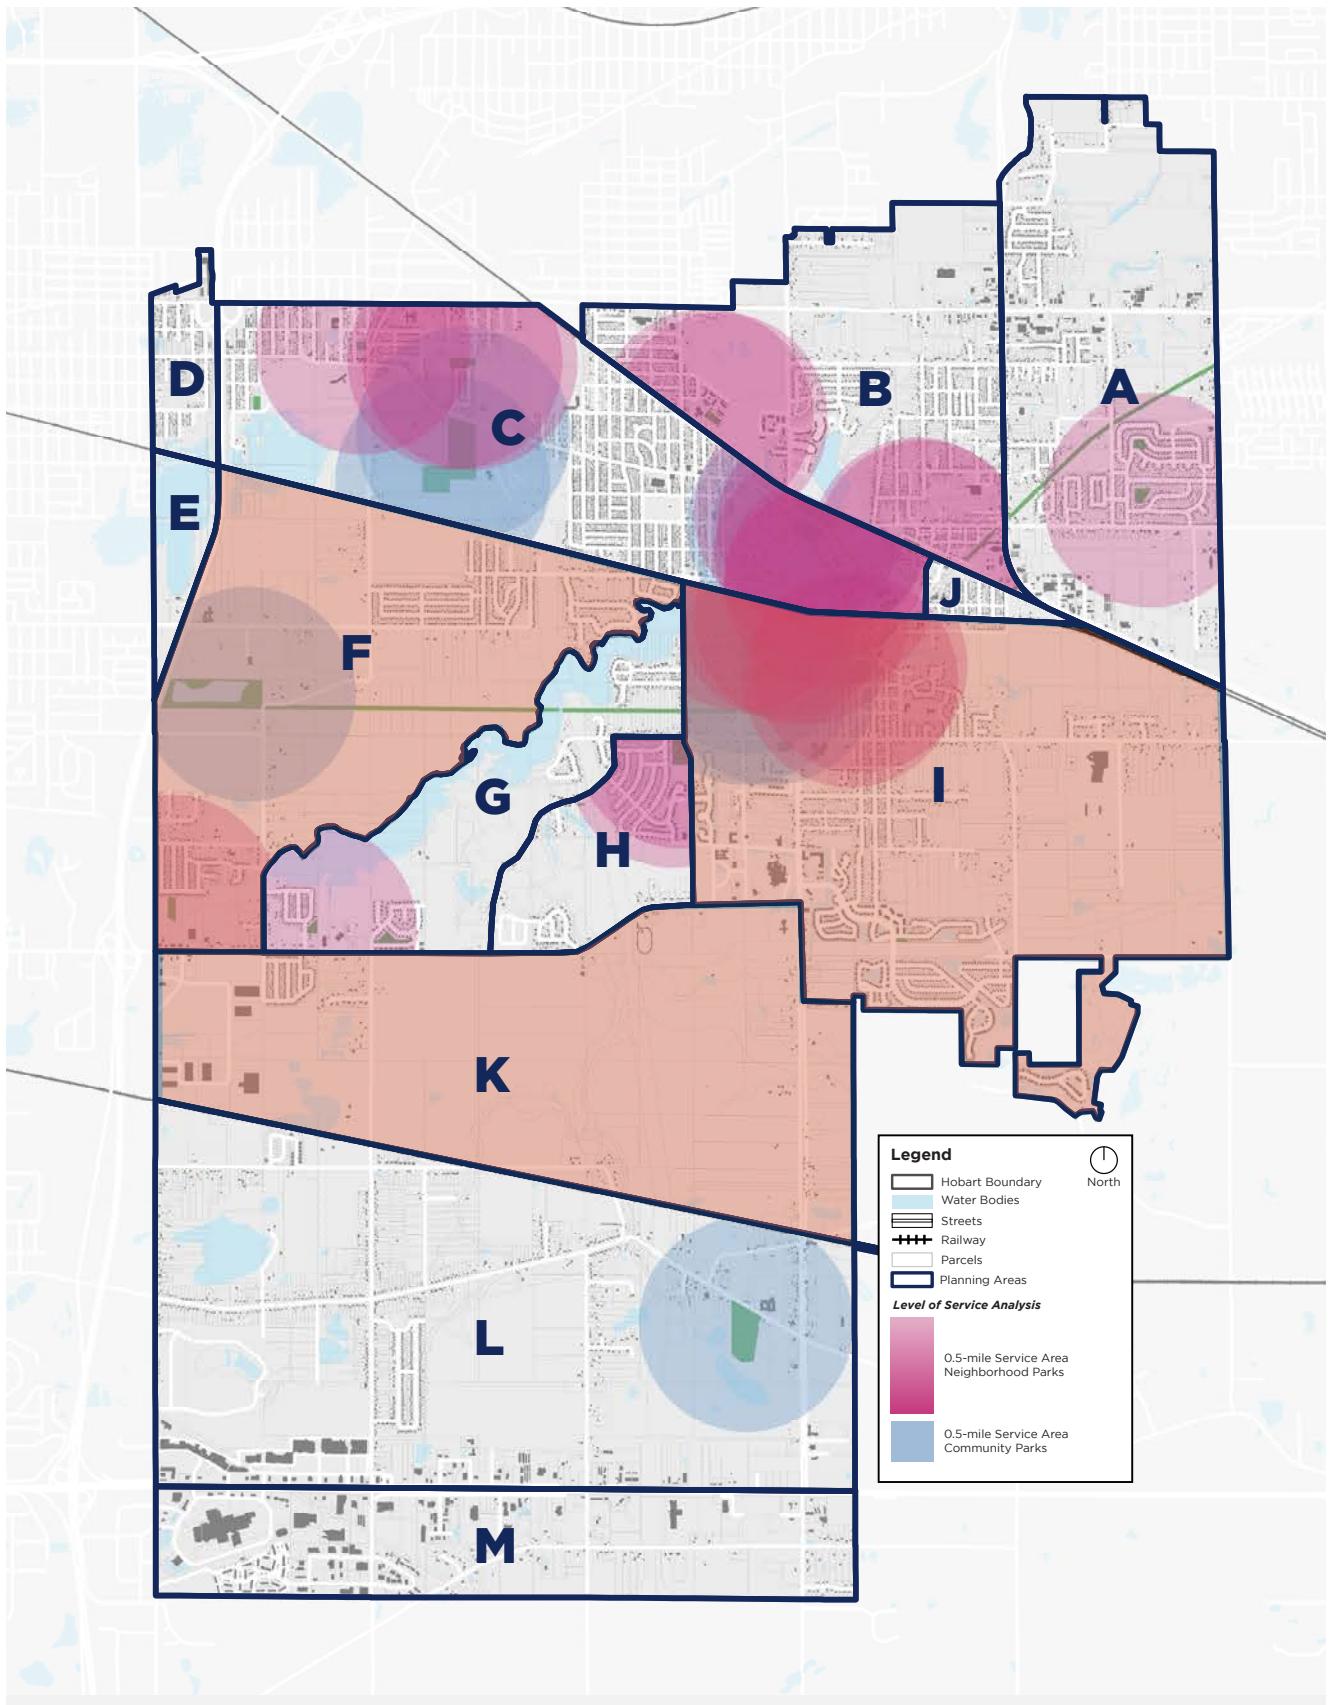 A
B
D
C
E
J
F
I
G
H
K
L
M
Legend
North
Hobart Boundary
Water Bodies
Streets
Railway
Parcels
Planning Areas
Level of Service Analysis
0.5-mile Service Area
Neighborhood Parks
0.5-mile Service Area
Community Parks